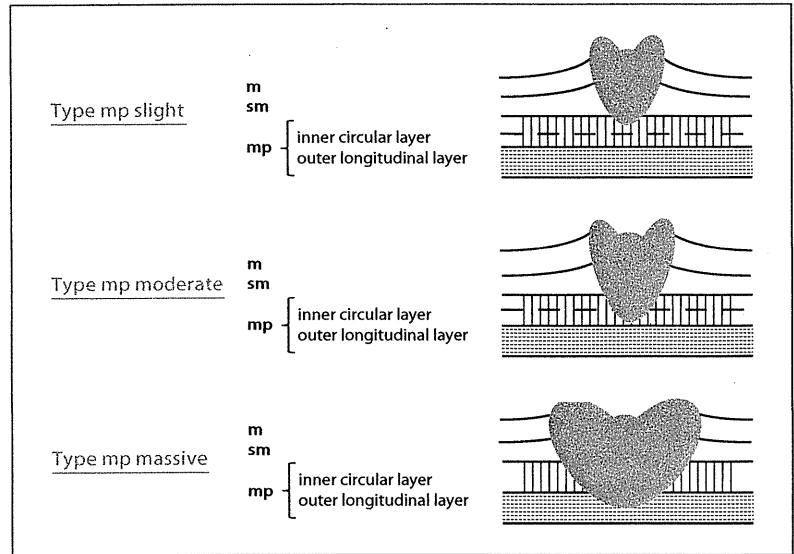 Type mp slight
m
sm
mp
inner circular layer
outer longitudinal layer
Type mp moderate
m
sm
mp
inner circular layer
outer longitudinal layer
Type mp massive
m
sm
mp
inner circular layer
outer longitudinal layer